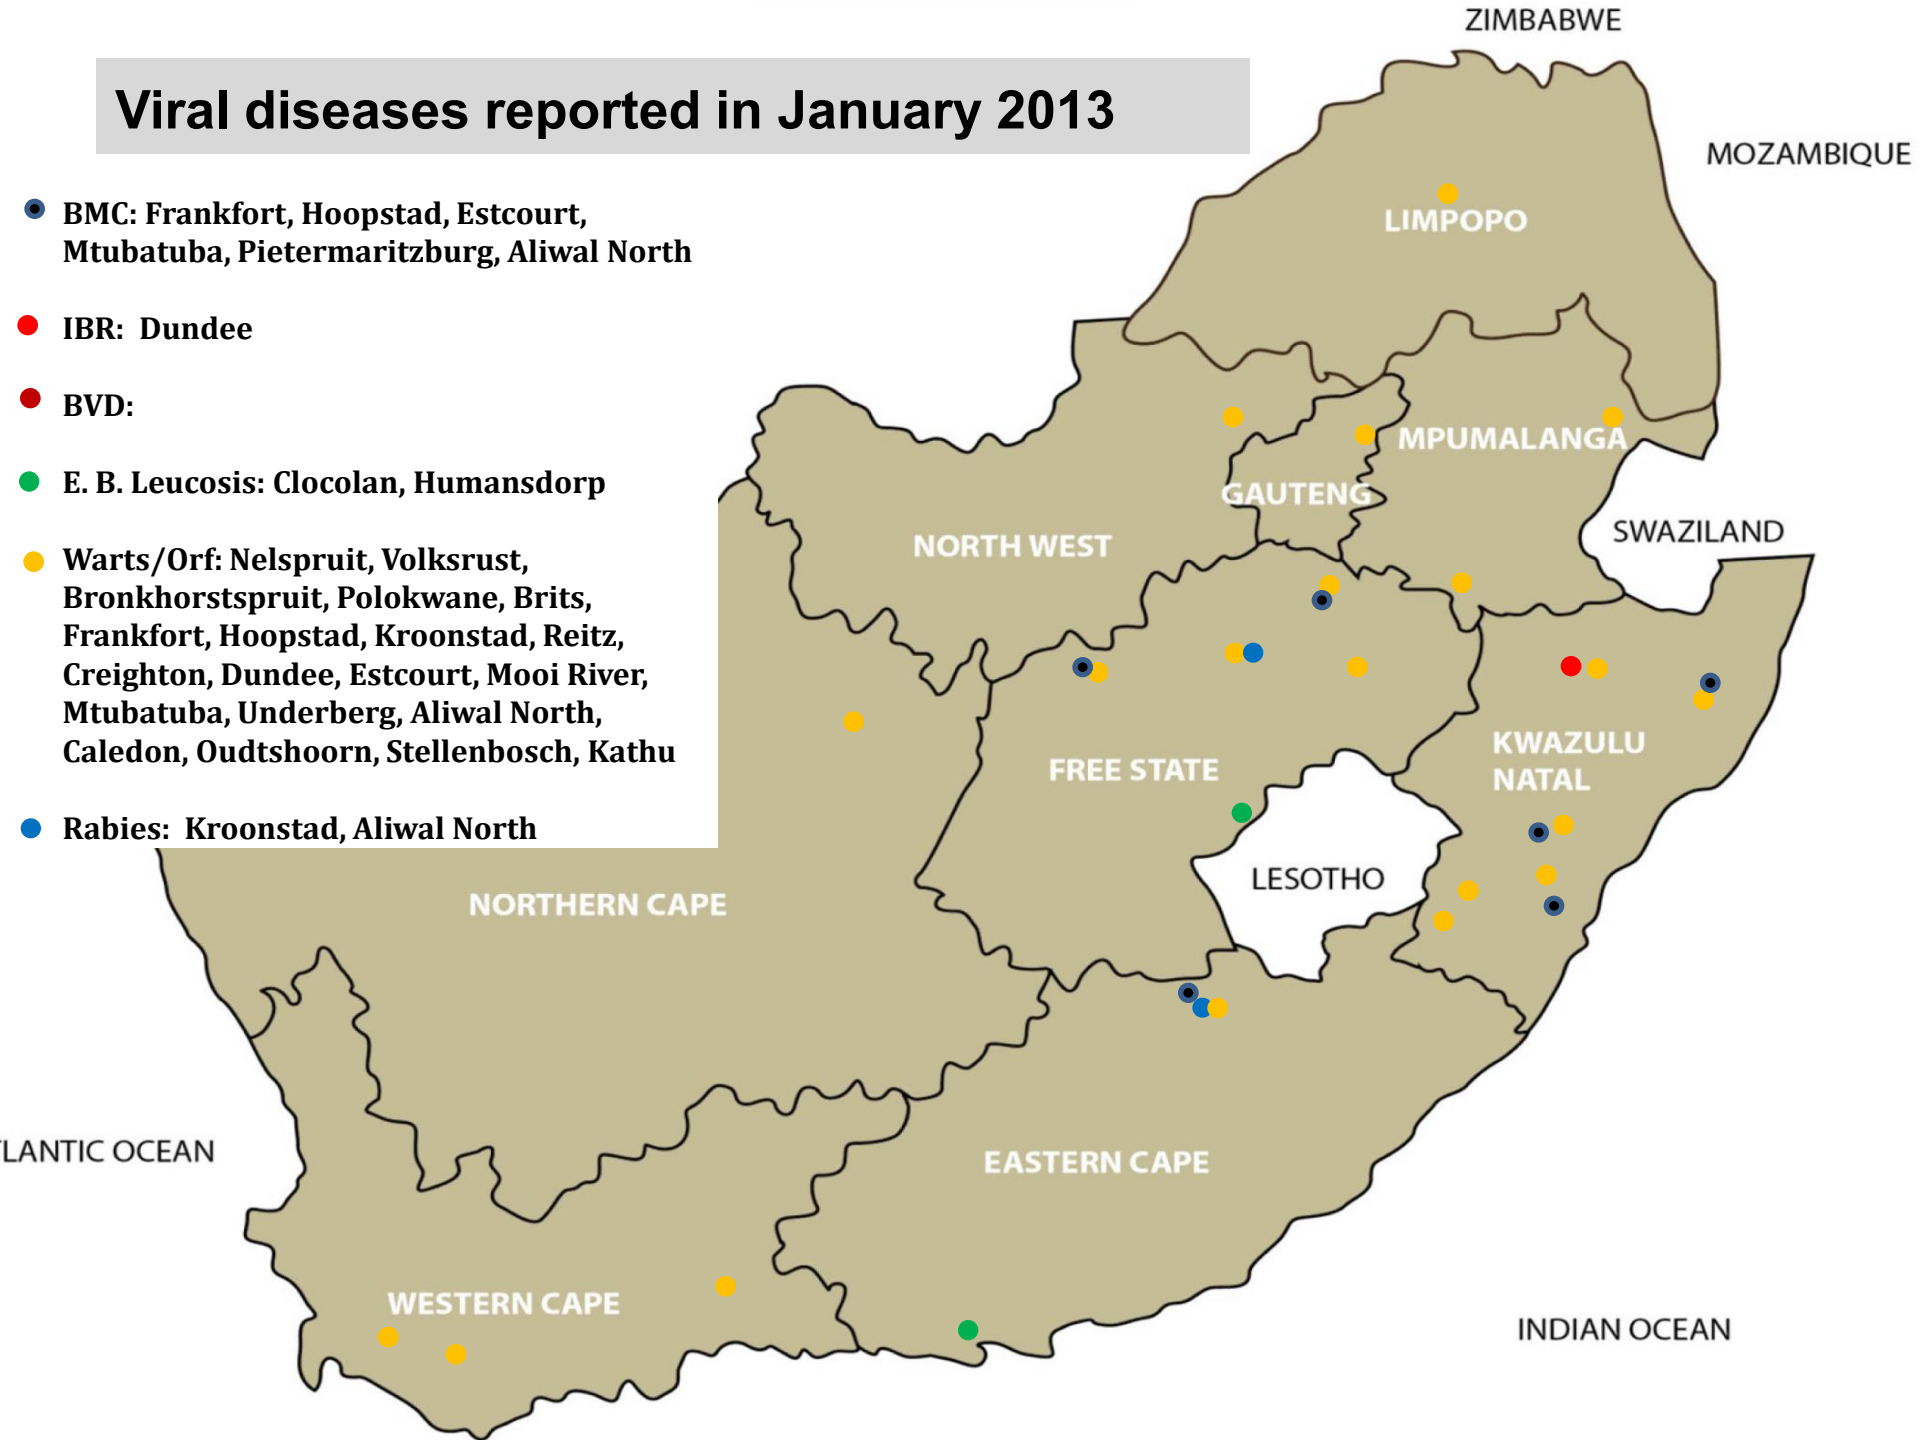 ZIMBABWE
Viral diseases reported in January 2013
MOZAMBIQUE
BMC: Frankfort, Hoopstad, Estcourt,
Mtubatuba, Pietermaritzburg, Aliwal North
LIMPOPO
IBR: Dundee
BVD:
MPUMALANGA
E. B. Leucosis: Clocolan, Humansdorp
GAUTENG
NORTH WEST
SWAZILAND
Warts/Orf: Nelspruit, Volksrust,
Bronkhorstspruit, Polokwane, Brits,
Frankfort, Hoopstad, Kroonstad, Reitz,
Creighton, Dundee, Estcourt, Mooi River,
Mtubatuba, Underberg, Aliwal North,
Caledon, Oudtshoorn, Stellenbosch, Kathu
KWAZULU
NATAL
FREE STATE
Rabies: Kroonstad, Aliwal North
LESOTHO
NORTHERN CAPE
TLANTIC OCEAN
EASTERN CAPE
WESTERN CAPE
INDIAN OCEAN